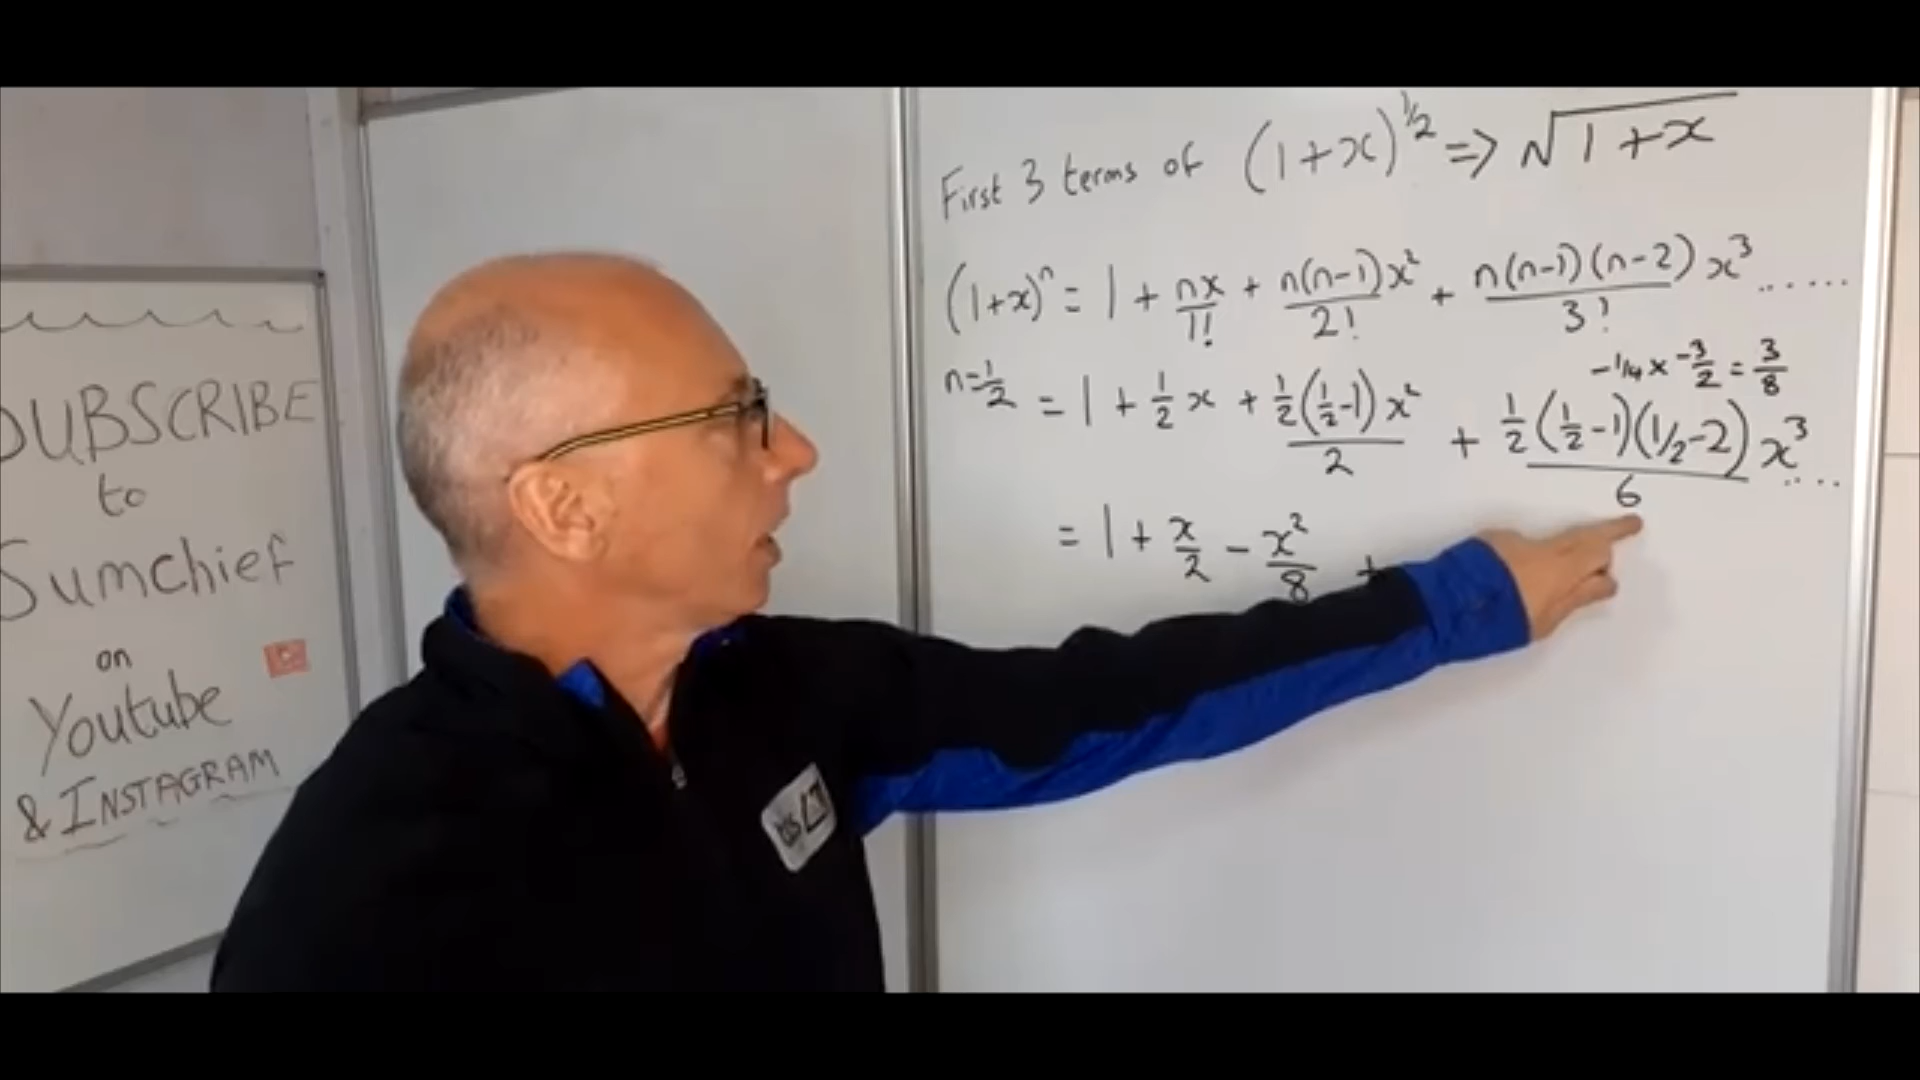 SUBSCRIBE
to
Sumchief
on
Youtube
& INSTAGRAM
First 3 terms of (1+x)^1/2 => √1+x
(1+x)^n = 1 + nx/1! + n(n-1)x²/2! + n(n-1)(n-2)x³/3! ......
-1/4 x -3/2 = 3/8
n=1/2 = 1 + 1/2 x + 1/2(1/2-1)x²/2 + 1/2(1/2-1)(1/2-2)x³/6 ....
= 1 + x/2 - x²/8 +